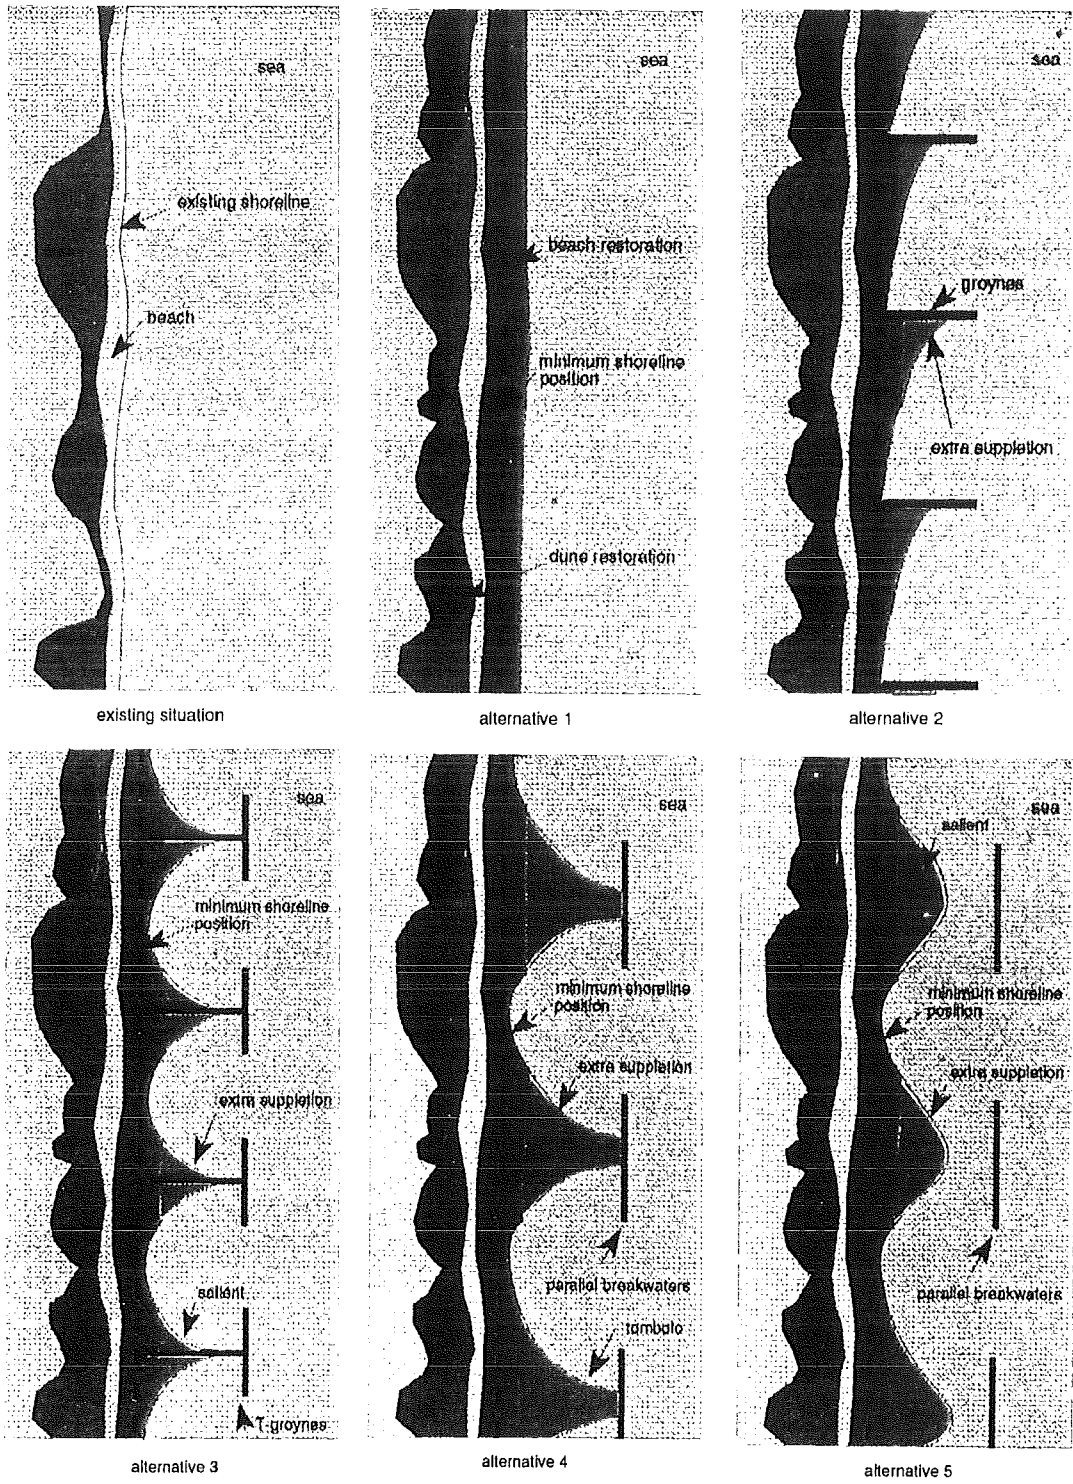 sea
existing shoreline
beach
existing situation
sea
beach restoration
minimum shoreline
position
dune restoration
alternative 1
sea
groynes
extra suppletion
alternative 2
sea
minimum shoreline
position
extra suppletion
salient
T-groynes
alternative 3
sea
minimum shoreline
position
extra suppletion
parallel breakwaters
tombolo
alternative 4
sea
salient
minimum shoreline
position
extra suppletion
parallel breakwaters
alternative 5